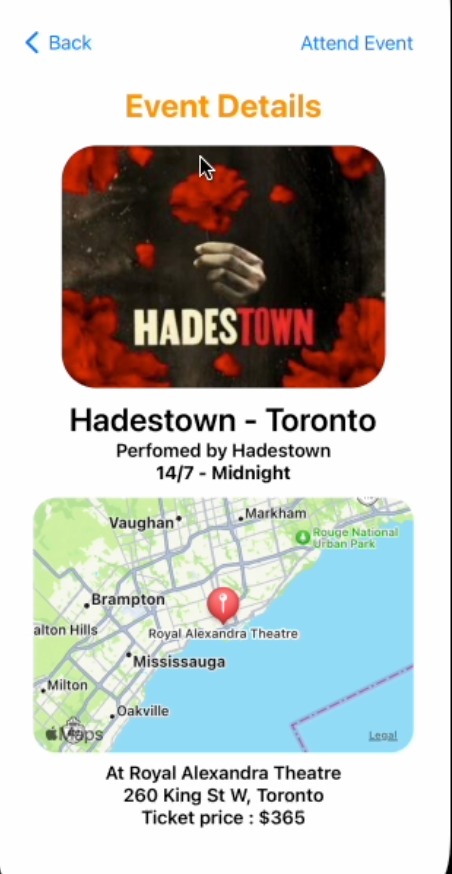 Back
Attend Event
Event Details
HADESTOWN
Hadestown - Toronto
Perfomed by Hadestown
14/7 - Midnight
Vaughan
Markham
Rouge National
Urban Park
Brampton
alton Hills
Royal Alexandra Theatre
Mississauga
Milton
Oakville
Maps
Legal
At Royal Alexandra Theatre
260 King St W, Toronto
Ticket price : $365